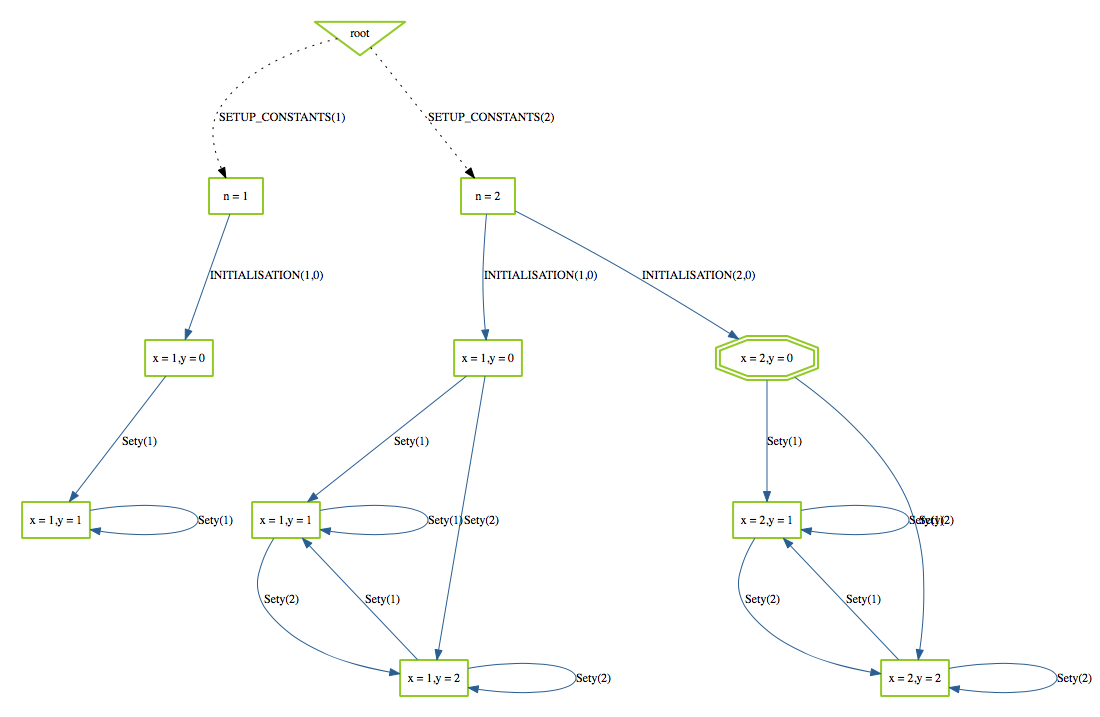 root
SETUP_CONSTANTS(1)
SETUP_CONSTANTS(2)
n = 1
n = 2
INITIALISATION(1,0)
INITIALISATION(1,0)
INITIALISATION(2,0)
x = 1,y = 0
x = 1,y = 0
x = 2,y = 0
Sety(1)
Sety(1)
Sety(1)
x = 1,y = 1
Sety(1)
x = 1,y = 1
Sety(1)
Sety(2)
x = 2,y = 1
Sety(1)
Sety(2)
Sety(2)
Sety(1)
Sety(2)
Sety(1)
x = 1,y = 2
Sety(2)
x = 2,y = 2
Sety(2)